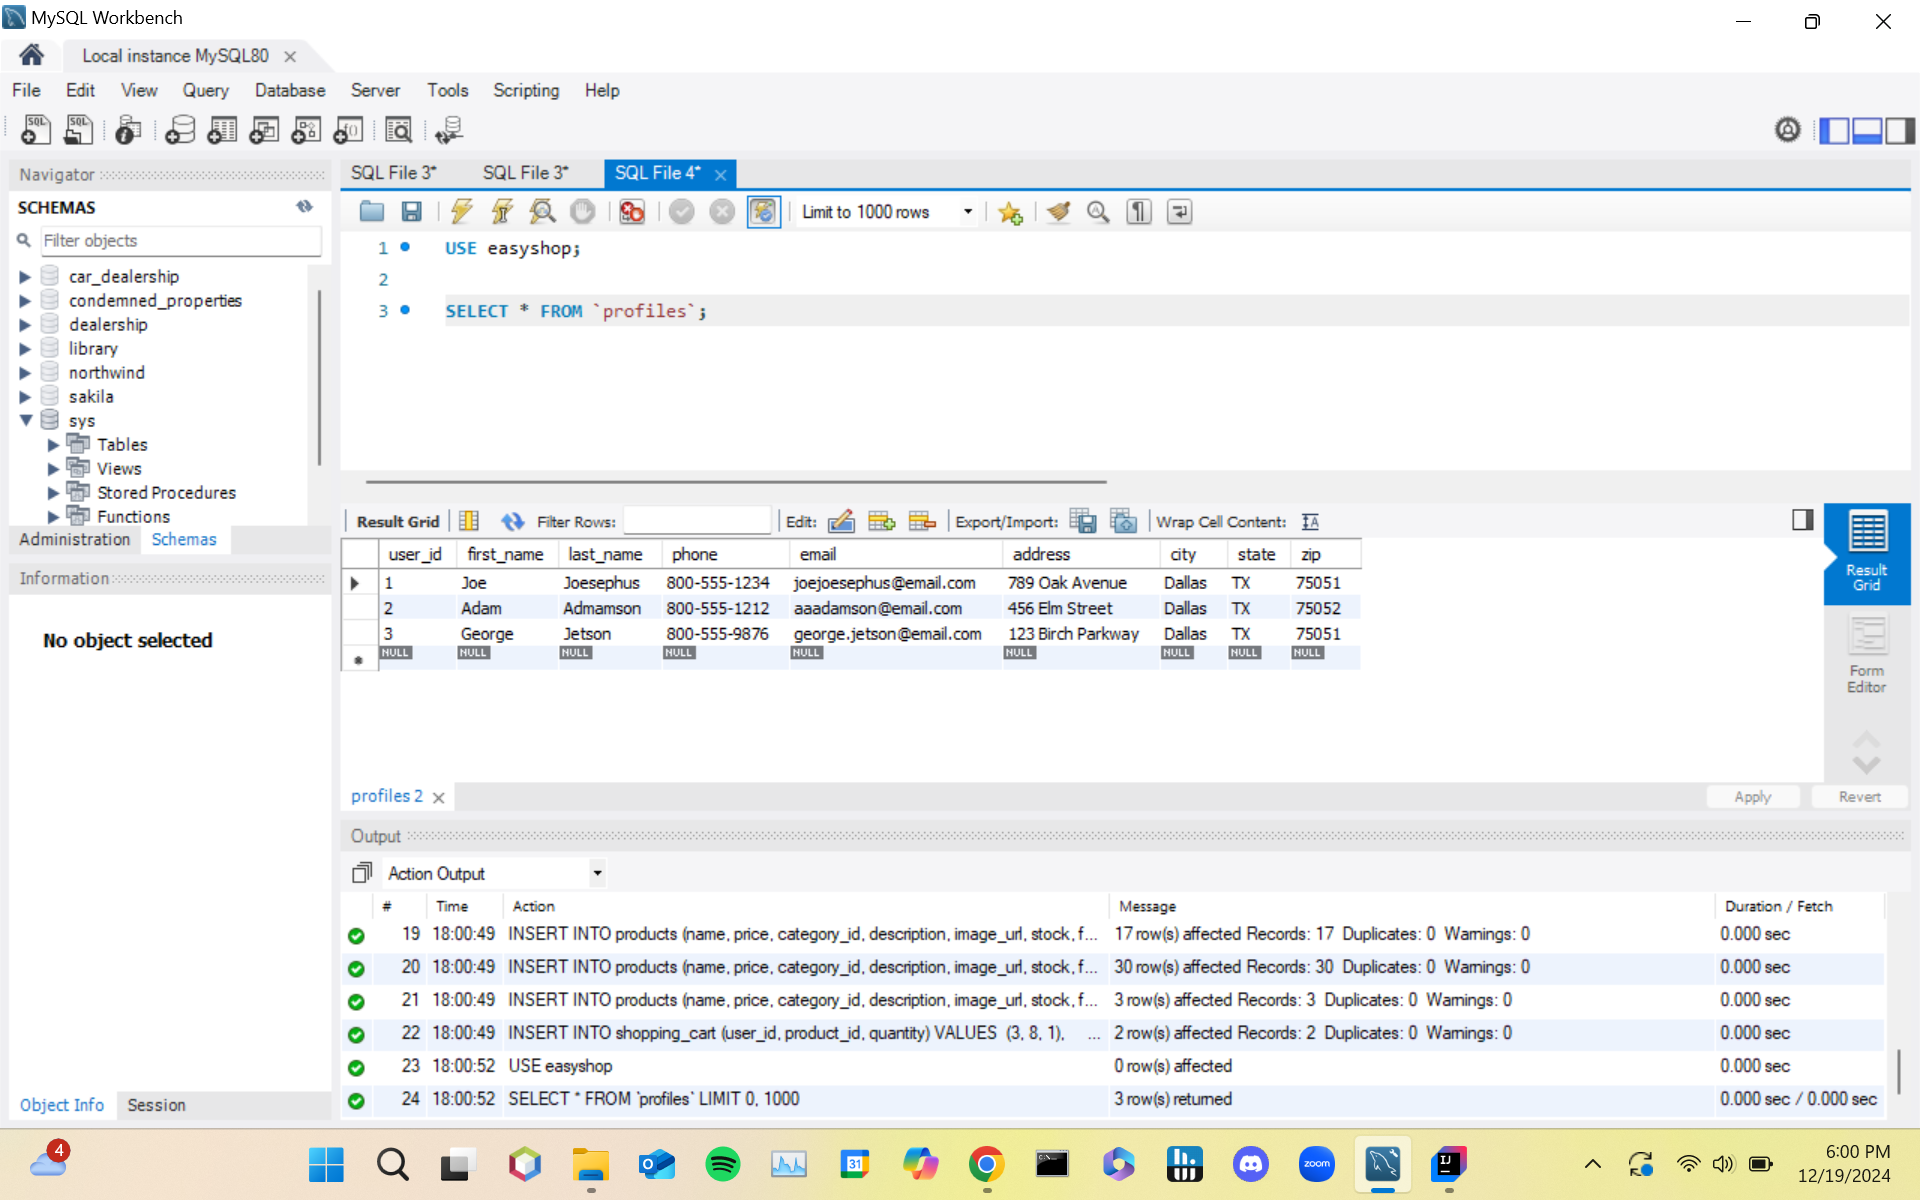 MySQL Workbench
Local instance MySQL80
File Edit View Query Database Server Tools Scripting Help
Navigator
SCHEMAS
Filter objects
car_dealership
condemned_properties
dealership
library
northwind
sakila
sys
Tables
Views
Stored Procedures
Functions
Administration Schemas
Information
No object selected
Object Info Session
SQL File 3* SQL File 3* SQL File 4*
Limit to 1000 rows
1 USE easyshop;
2
3 SELECT * FROM `profiles`;
Result Grid Filter Rows: Edit: Export/Import: Wrap Cell Content:
user_id first_name last_name phone email address city state zip
1 Joe Joesephus 800-555-1234 joejoesephus@email.com 789 Oak Avenue Dallas TX 75051
2 Adam Admamson 800-555-1212 aaadamson@email.com 456 Elm Street Dallas TX 75052
3 George Jetson 800-555-9876 george.jetson@email.com 123 Birch Parkway Dallas TX 75051
NULL NULL NULL NULL NULL NULL NULL NULL NULL
Result
Grid
Form
Editor
profiles 2
Apply Revert
Output
Action Output
# Time Action Message Duration / Fetch
19 18:00:49 INSERT INTO products (name, price, category_id, description, image_url, stock, f... 17 row(s) affected Records: 17 Duplicates: 0 Warnings: 0 0.000 sec
20 18:00:49 INSERT INTO products (name, price, category_id, description, image_url, stock, f... 30 row(s) affected Records: 30 Duplicates: 0 Warnings: 0 0.000 sec
21 18:00:49 INSERT INTO products (name, price, category_id, description, image_url, stock, f... 3 row(s) affected Records: 3 Duplicates: 0 Warnings: 0 0.000 sec
22 18:00:49 INSERT INTO shopping_cart (user_id, product_id, quantity) VALUES (3, 8, 1), ... 2 row(s) affected Records: 2 Duplicates: 0 Warnings: 0 0.000 sec
23 18:00:52 USE easyshop 0 row(s) affected 0.000 sec
24 18:00:52 SELECT * FROM `profiles` LIMIT 0, 1000 3 row(s) returned 0.000 sec / 0.000 sec
4
31
zoom
IJ
6:00 PM
12/19/2024